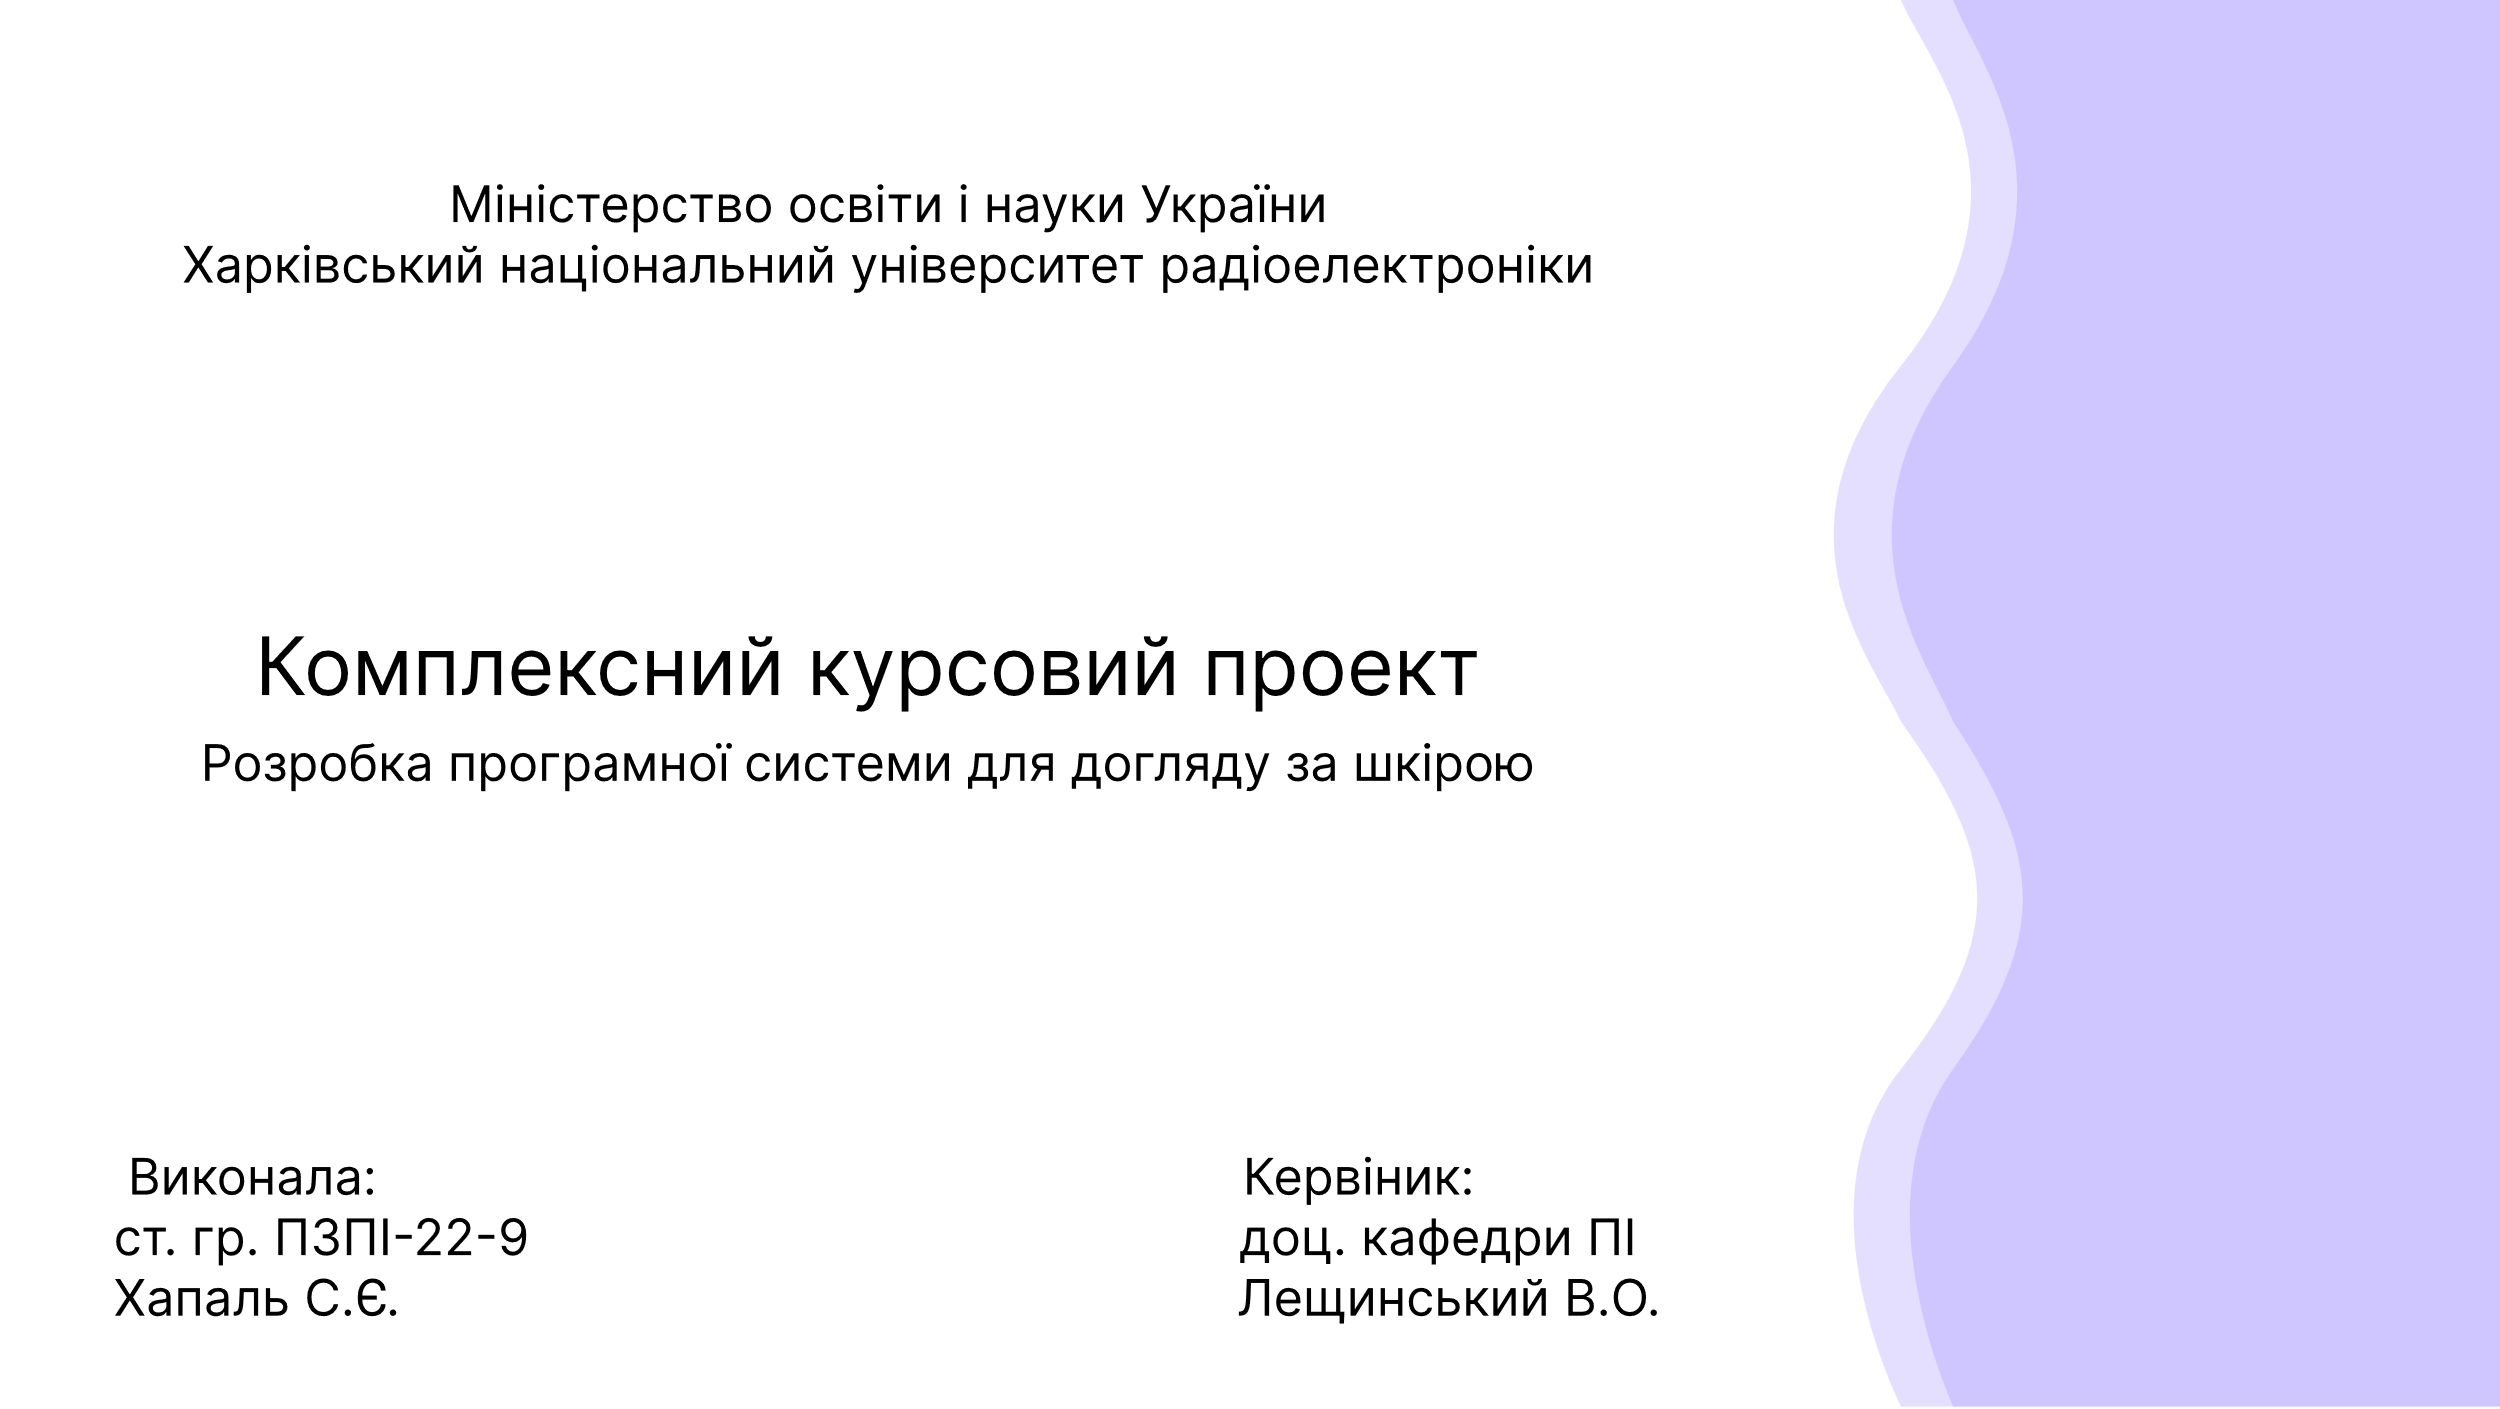 Міністерство освіти і науки України
Харківський національний університет радіоелектроніки
Комплексний курсовий проект
Розробка програмної системи для догляду за шкірою
Виконала:
ст. гр. ПЗПІ-22-9
Хапаль С.Є.
Кервіник:
доц. кафедри ПІ
Лещинський В.О.